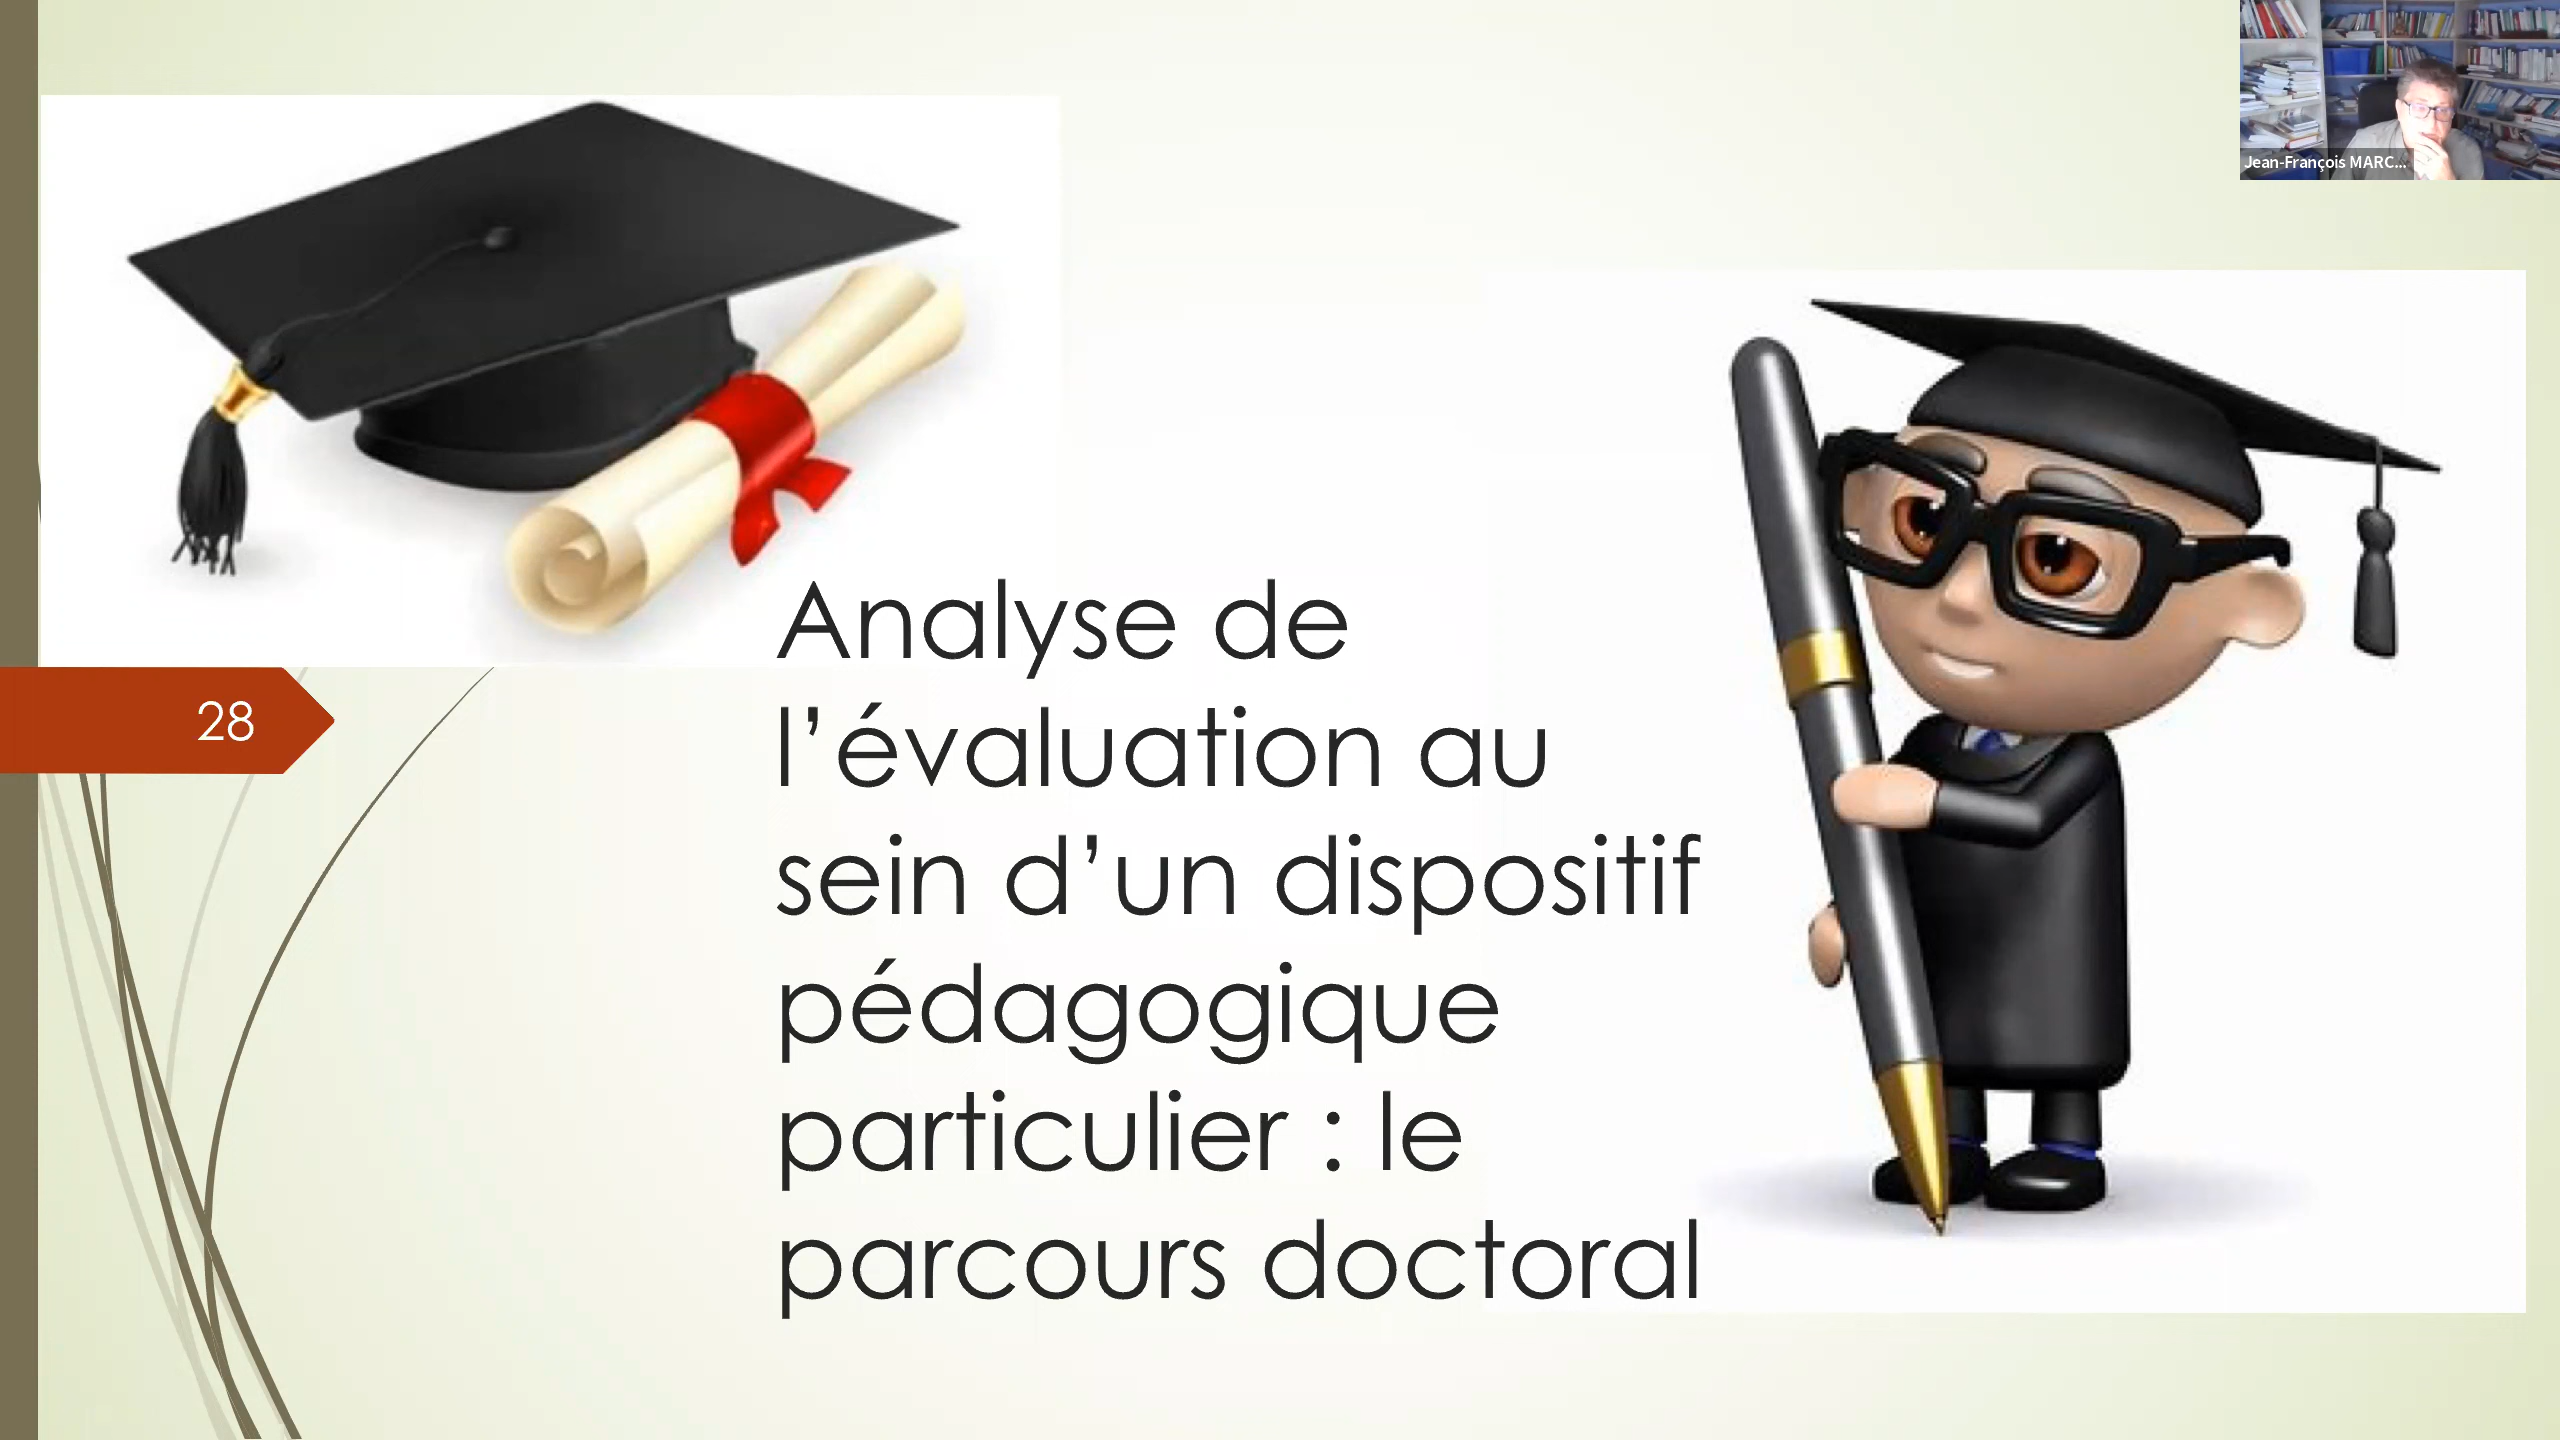 Jean-François MARC...
Analyse de
l’évaluation au
sein d’un dispositif
pédagogique
particulier : le
parcours doctoral
28